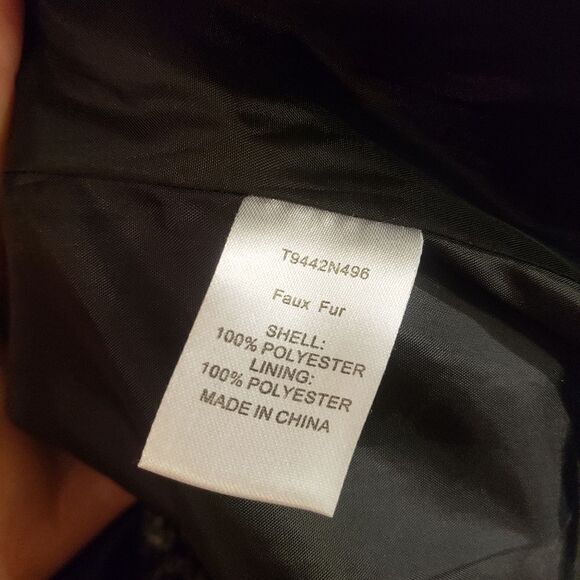 T9442N496
Faux Fur
SHELL:
100% POLYESTER
LINING:
100% POLYESTER
MADE IN CHINA